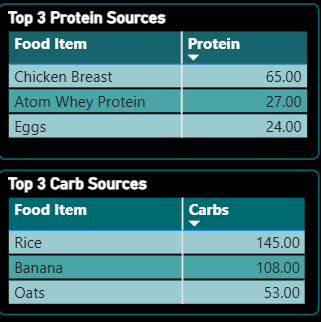 Top 3 Protein Sources
Food Item Protein
Chicken Breast 65.00
Atom Whey Protein 27.00
Eggs 24.00
Top 3 Carb Sources
Food Item Carbs
Rice 145.00
Banana 108.00
Oats 53.00